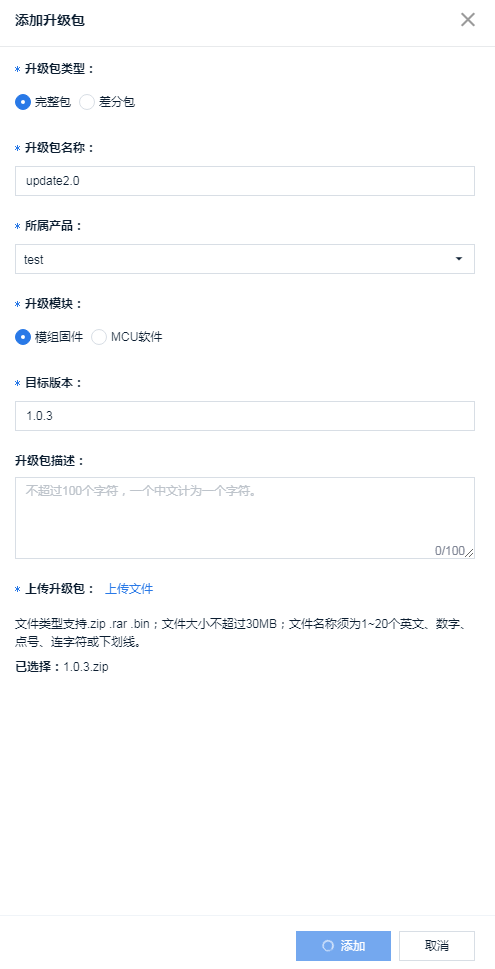 添加升级包
* 升级包类型：
完整包 差分包
* 升级包名称：
update2.0
* 所属产品：
test
* 升级模块：
模组固件 MCU软件
* 目标版本：
1.0.3
升级包描述：
不超过100个字符，一个中文计为一个字符。
0/100
* 上传升级包： 上传文件
文件类型支持.zip .rar .bin；文件大小不超过30MB；文件名称须为1~20个英文、数字、
点号、连字符或下划线。
已选择：1.0.3.zip
添加 取消